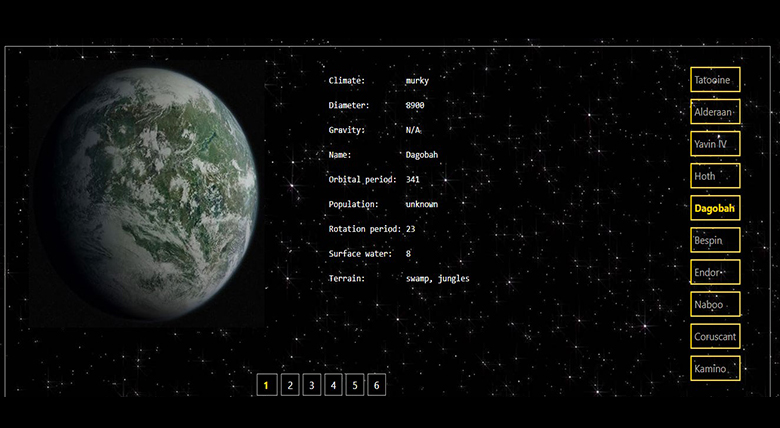 Climate: murky
Diameter: 8900
Gravity: N/A
Name: Dagobah
Orbital period: 341
Population: unknown
Rotation period: 23
Surface water: 8
Terrain: swamp, jungles
Tatooine
Alderaan
Yavin IV
Hoth
Dagobah
Bespin
Endor
Naboo
Coruscant
Kamino
1 2 3 4 5 6